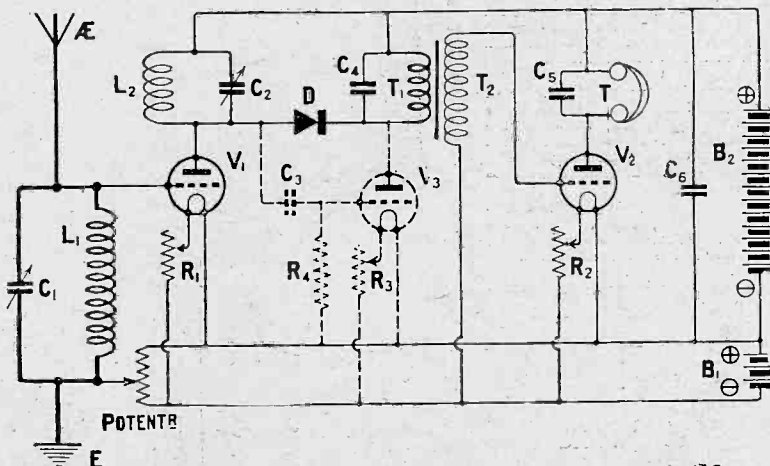 Æ
L2
C2
C4
D
T1
T2
C5
T
B2
V1
C3
V3
V2
C6
L1
C1
R1
R4
R3
R2
B1
POTENTR
E